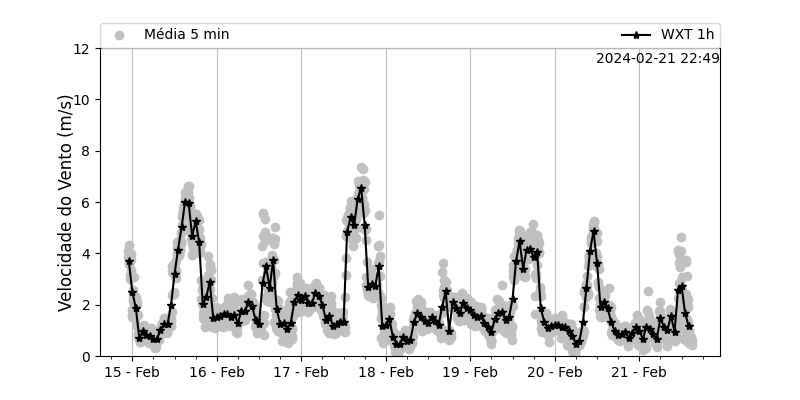 Média 5 min
WXT 1h
2024-02-21 22:49
Velocidade do Vento (m/s)
12
10
8
6
4
2
0
15 - Feb
16 - Feb
17 - Feb
18 - Feb
19 - Feb
20 - Feb
21 - Feb